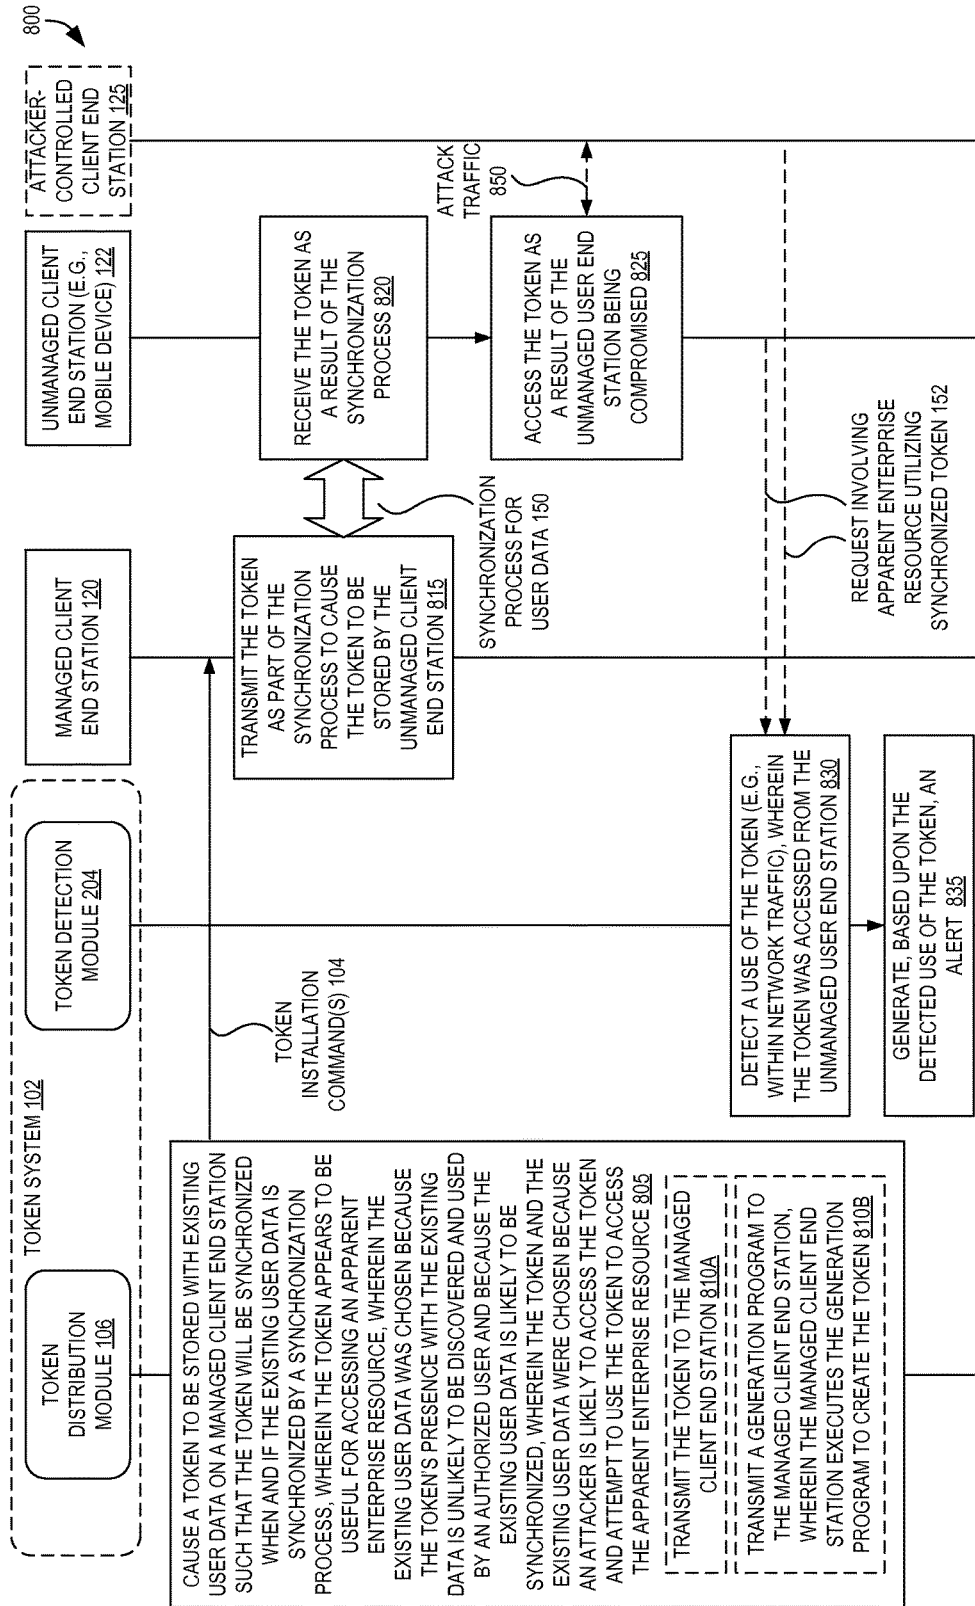 800
TOKEN SYSTEM 102
TOKEN
DISTRIBUTION
MODULE 106
TOKEN DETECTION
MODULE 204
MANAGED CLIENT
END STATION 120
UNMANAGED CLIENT
END STATION (E.G.,
MOBILE DEVICE) 122
ATTACKER-
CONTROLLED
CLIENT END
STATION 125
CAUSE A TOKEN TO BE STORED WITH EXISTING
USER DATA ON A MANAGED CLIENT END STATION
SUCH THAT THE TOKEN WILL BE SYNCHRONIZED
WHEN AND IF THE EXISTING USER DATA IS
SYNCHRONIZED BY A SYNCHRONIZATION
PROCESS, WHEREIN THE TOKEN APPEARS TO BE
USEFUL FOR ACCESSING AN APPARENT
ENTERPRISE RESOURCE, WHEREIN THE
EXISTING USER DATA WAS CHOSEN BECAUSE
THE TOKEN'S PRESENCE WITH THE EXISTING
DATA IS UNLIKELY TO BE DISCOVERED AND USED
BY AN AUTHORIZED USER AND BECAUSE THE
EXISTING USER DATA IS LIKELY TO BE
SYNCHRONIZED, WHEREIN THE TOKEN AND THE
EXISTING USER DATA WERE CHOSEN BECAUSE
AN ATTACKER IS LIKELY TO ACCESS THE TOKEN
AND ATTEMPT TO USE THE TOKEN TO ACCESS
THE APPARENT ENTERPRISE RESOURCE 805
TRANSMIT THE TOKEN TO THE MANAGED
CLIENT END STATION 810A
TRANSMIT A GENERATION PROGRAM TO
THE MANAGED CLIENT END STATION,
WHEREIN THE MANAGED CLIENT END
STATION EXECUTES THE GENERATION
PROGRAM TO CREATE THE TOKEN 810B
TOKEN
INSTALLATION
COMMAND(S) 104
TRANSMIT THE TOKEN
AS PART OF THE
SYNCHRONIZATION
PROCESS TO CAUSE
THE TOKEN TO BE
STORED BY THE
UNMANAGED CLIENT
END STATION 815
SYNCHRONIZATION
PROCESS FOR
USER DATA 150
RECEIVE THE TOKEN AS
A RESULT OF THE
SYNCHRONIZATION
PROCESS 820
ACCESS THE TOKEN AS
A RESULT OF THE
UNMANAGED USER END
STATION BEING
COMPROMISED 825
ATTACK
TRAFFIC
850
REQUEST INVOLVING
APPARENT ENTERPRISE
RESOURCE UTILIZING
SYNCHRONIZED TOKEN 152
DETECT A USE OF THE TOKEN (E.G.,
WITHIN NETWORK TRAFFIC), WHEREIN
THE TOKEN WAS ACCESSED FROM THE
UNMANAGED USER END STATION 830
GENERATE, BASED UPON THE
DETECTED USE OF THE TOKEN, AN
ALERT 835